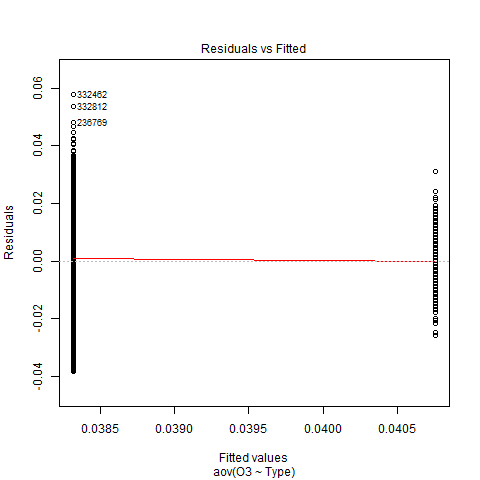 Residuals vs Fitted
0.06
0.04
0.02
0.00
-0.02
-0.04
Residuals
332462
332812
236769
0.0385 0.0390 0.0395 0.0400 0.0405
Fitted values
aov(O3 ~ Type)